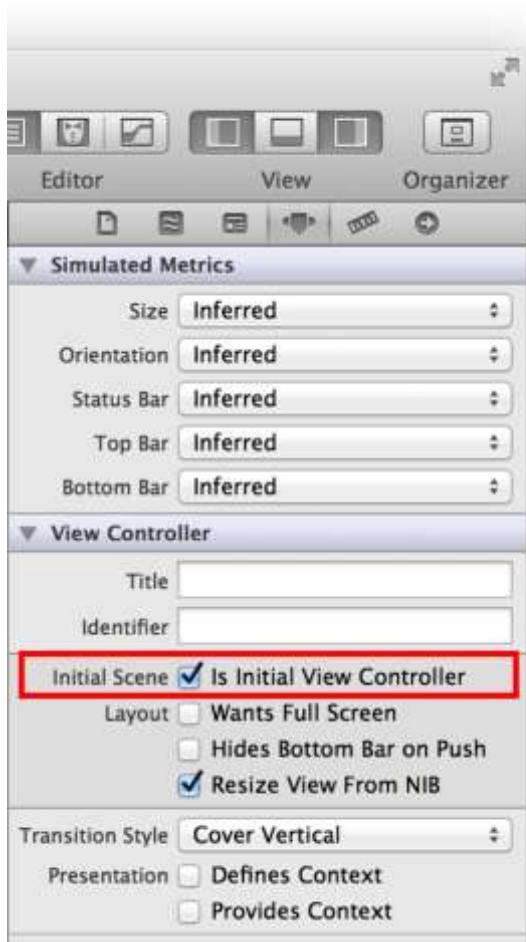 Editor View Organizer
Simulated Metrics
Size Inferred
Orientation Inferred
Status Bar Inferred
Top Bar Inferred
Bottom Bar Inferred
View Controller
Title
Identifier
Initial Scene Is Initial View Controller
Layout Wants Full Screen
Hides Bottom Bar on Push
Resize View From NIB
Transition Style Cover Vertical
Presentation Defines Context
Provides Context